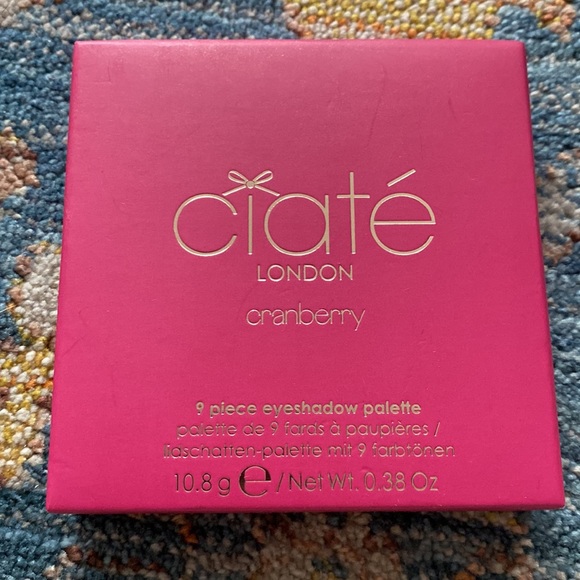 ciaté
LONDON
cranberry
9 piece eyeshadow palette
palette de 9 fards à paupières /
lidschatten-palette mit 9 farbtönen
10.8 g e / Net Wt. 0.38 Oz